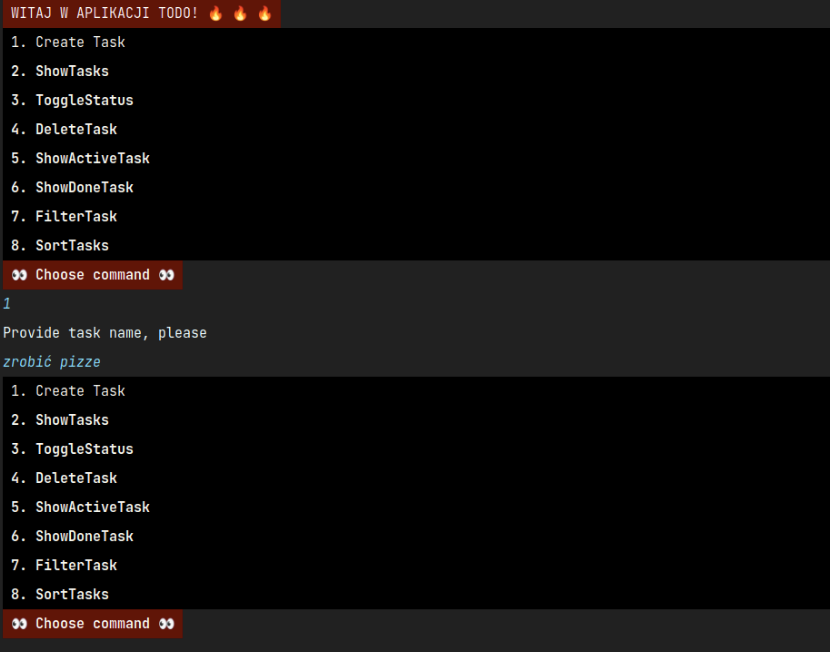 WITAJ W APLIKACJI TODO! 🔥 🔥 🔥
1. Create Task
2. ShowTasks
3. ToggleStatus
4. DeleteTask
5. ShowActiveTask
6. ShowDoneTask
7. FilterTask
8. SortTasks
👀 Choose command 👀
1
Provide task name, please
zrobić pizze
1. Create Task
2. ShowTasks
3. ToggleStatus
4. DeleteTask
5. ShowActiveTask
6. ShowDoneTask
7. FilterTask
8. SortTasks
👀 Choose command 👀